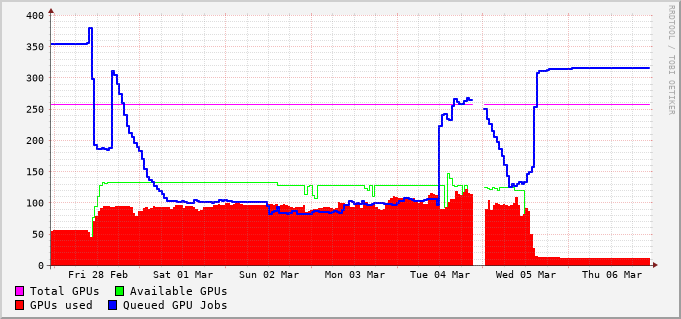 RRDTOOL / TOBI OETIKER
400
350
300
250
200
150
100
50
0
Fri 28 Feb Sat 01 Mar Sun 02 Mar Mon 03 Mar Tue 04 Mar Wed 05 Mar Thu 06 Mar
Total GPUs Available GPUs
GPUs used Queued GPU Jobs